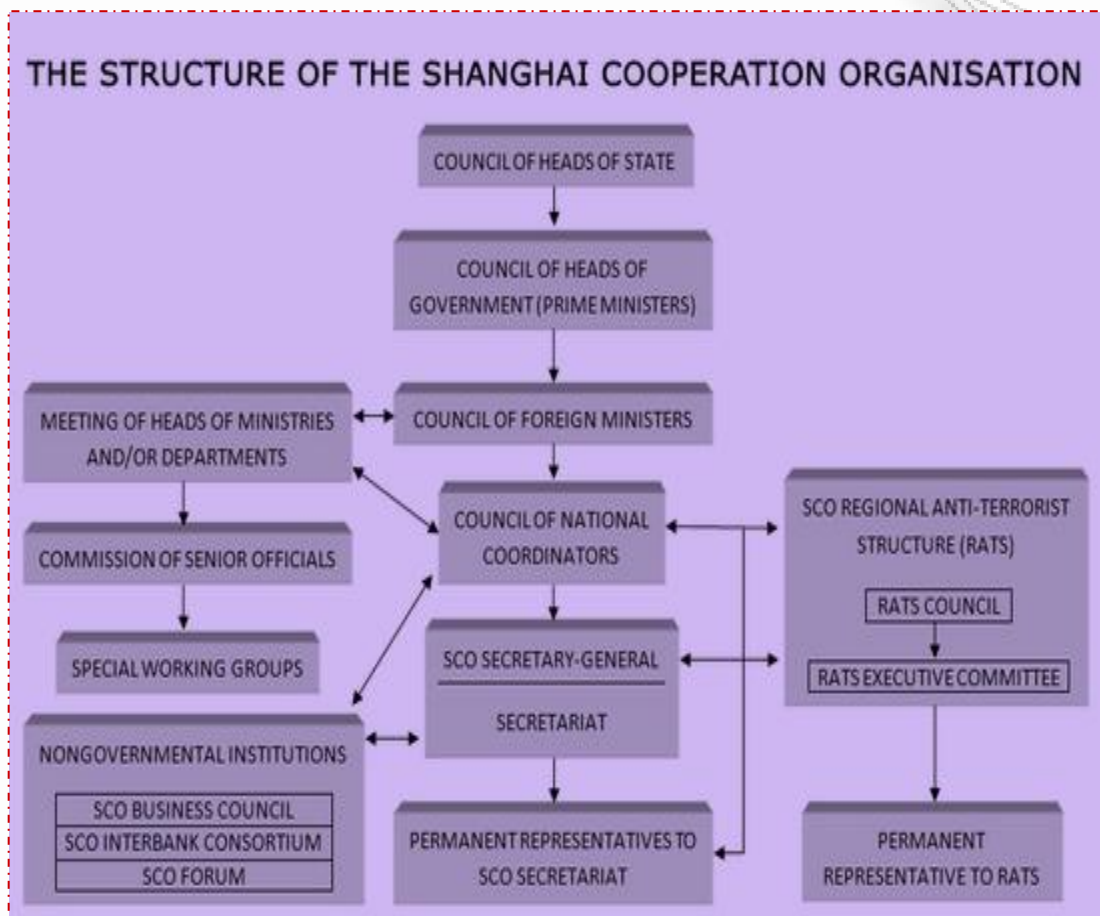 THE STRUCTURE OF THE SHANGHAI COOPERATION ORGANISATION
COUNCIL OF HEADS OF STATE
COUNCIL OF HEADS OF
GOVERNMENT (PRIME MINISTERS)
MEETING OF HEADS OF MINISTRIES
AND/OR DEPARTMENTS
COUNCIL OF FOREIGN MINISTERS
COMMISSION OF SENIOR OFFICIALS
COUNCIL OF NATIONAL
COORDINATORS
SCO REGIONAL ANTI-TERRORIST
STRUCTURE (RATS)
RATS COUNCIL
RATS EXECUTIVE COMMITTEE
SPECIAL WORKING GROUPS
SCO SECRETARY-GENERAL
SECRETARIAT
NONGOVERNMENTAL INSTITUTIONS
SCO BUSINESS COUNCIL
SCO INTERBANK CONSORTIUM
SCO FORUM
PERMANENT REPRESENTATIVES TO
SCO SECRETARIAT
PERMANENT
REPRESENTATIVE TO RATS